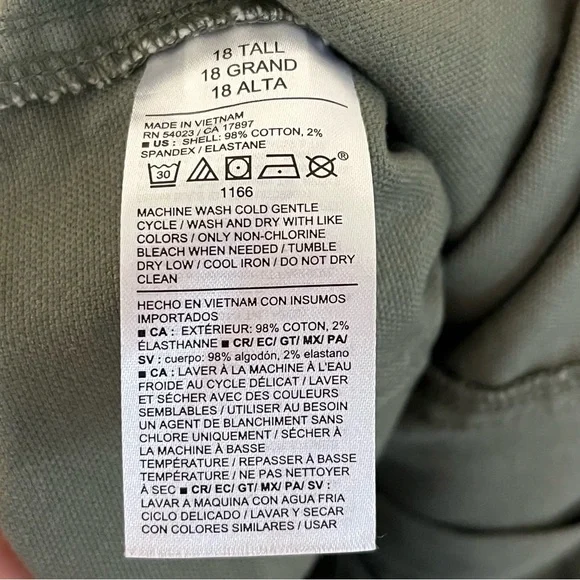 18 TALL
18 GRAND
18 ALTA
MADE IN VIETNAM
RN 54023 / CA 17897
■ US : SHELL: 98% COTTON, 2%
SPANDEX / ELASTANE
30 ®
1166
MACHINE WASH COLD GENTLE
CYCLE / WASH AND DRY WITH LIKE
COLORS / ONLY NON-CHLORINE
BLEACH WHEN NEEDED / TUMBLE
DRY LOW / COOL IRON / DO NOT DRY
CLEAN
HECHO EN VIETNAM CON INSUMOS
IMPORTADOS
■ CA : EXTÉRIEUR: 98% COTON, 2%
ÉLASTHANNE ■ CR/ EC/ GT/ MX/ PA/
SV : cuerpo: 98% algodón, 2% elastano
■ CA : LAVER À LA MACHINE À L'EAU
FROIDE AU CYCLE DÉLICAT / LAVER
ET SÉCHER AVEC DES COULEURS
SEMBLABLES / UTILISER AU BESOIN
UN AGENT DE BLANCHIMENT SANS
CHLORE UNIQUEMENT / SÉCHER À
LA MACHINE À BASSE
TEMPÉRATURE / REPASSER À BASSE
TEMPÉRATURE / NE PAS NETTOYER
À SEC ■ CR/ EC/ GT/ MX/ PA/ SV :
LAVAR A MAQUINA CON AGUA FRIA
CICLO DELICADO / LAVAR Y SECAR
CON COLORES SIMILARES / USAR